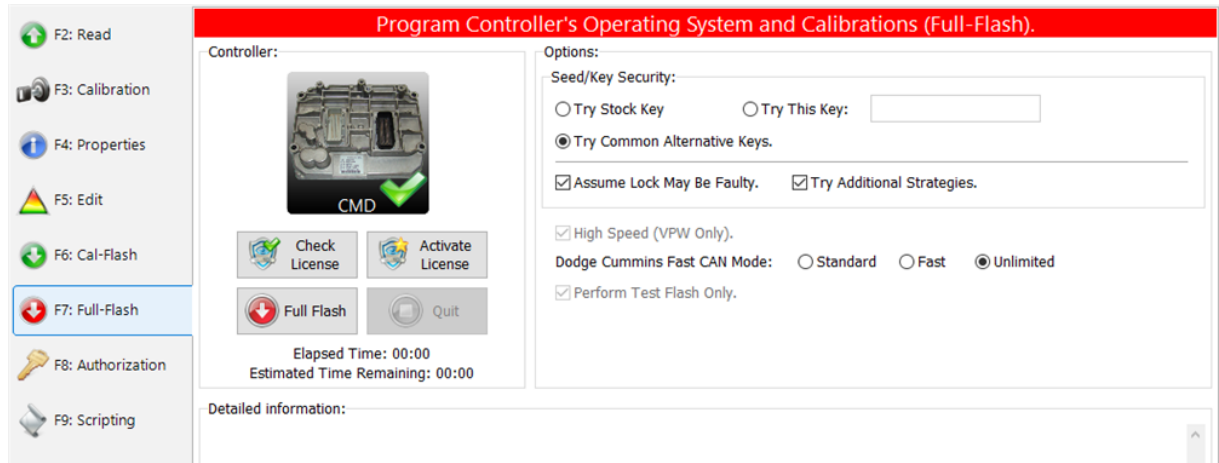 Program Controller's Operating System and Calibrations (Full-Flash).
F2: Read
F3: Calibration
F4: Properties
F5: Edit
F6: Cal-Flash
F7: Full-Flash
F8: Authorization
F9: Scripting
Controller:
CMD
Check License
Activate License
Full Flash
Quit
Elapsed Time: 00:00
Estimated Time Remaining: 00:00
Options:
Seed/Key Security:
Try Stock Key
Try This Key:
Try Common Alternative Keys.
Assume Lock May Be Faulty.
Try Additional Strategies.
High Speed (VPW Only).
Dodge Cummins Fast CAN Mode:
Standard
Fast
Unlimited
Perform Test Flash Only.
Detailed information: